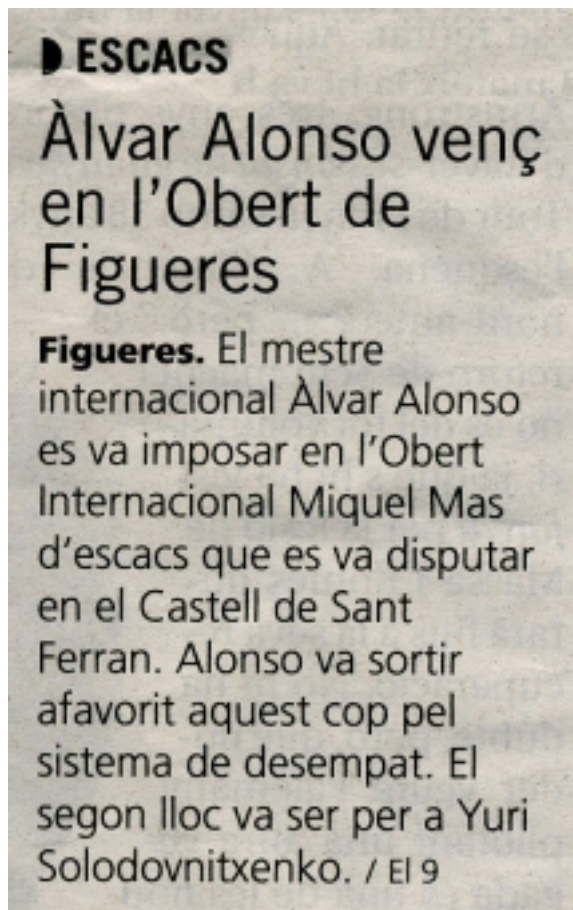 ESCACS
Àlvar Alonso venç
en l'Obert de
Figueres
Figueres. El mestre
internacional Àlvar Alonso
es va imposar en l'Obert
Internacional Miquel Mas
d'escacs que es va disputar
en el Castell de Sant
Ferran. Alonso va sortir
afavorit aquest cop pel
sistema de desempat. El
segon lloc va ser per a Yuri
Solodovnitxenko. / El 9